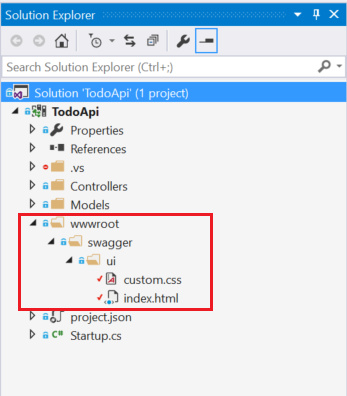 Solution Explorer
Search Solution Explorer (Ctrl+;)
Solution 'TodoApi' (1 project)
TodoApi
Properties
References
.vs
Controllers
Models
wwwroot
swagger
ui
custom.css
index.html
project.json
C# Startup.cs